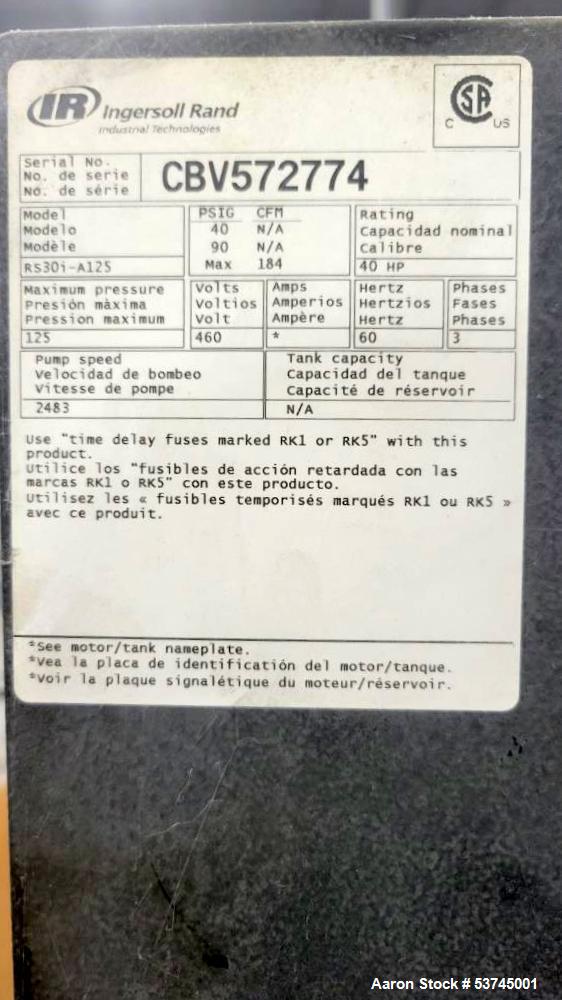 IR Ingersoll Rand
Industrial Technologies
CSA
C US
Serial No.
No. de serie
No. de série
CBV572774
Model
Modelo
Modèle
RS30i-A125
PSIG CFM
40 N/A
90 N/A
Max 184
Rating
Capacidad nominal
Calibre
40 HP
Maximum pressure
Presión màxima
Pression maximum
125
Volts
Voltios
Volt
460
Amps
Amperios
Ampère
*
Hertz
Hertzios
Hertz
60
Phases
Fases
Phases
3
Pump speed
Velocidad de bombeo
Vitesse de pompe
2483
Tank capacity
Capacidad del tanque
Capacité de réservoir
N/A
Use "time delay fuses marked RK1 or RK5" with this
product.
Utilice los "fusibles de acción retardada con las
marcas RK1 o RK5" con este producto.
Utilisez les « fusibles temporisés marqués RK1 ou RK5 »
avec ce produit.
*See motor/tank nameplate.
*Vea la placa de identificación del motor/tanque.
*Voir la plaque signalétique du moteur/réservoir.
Aaron Stock # 53745001